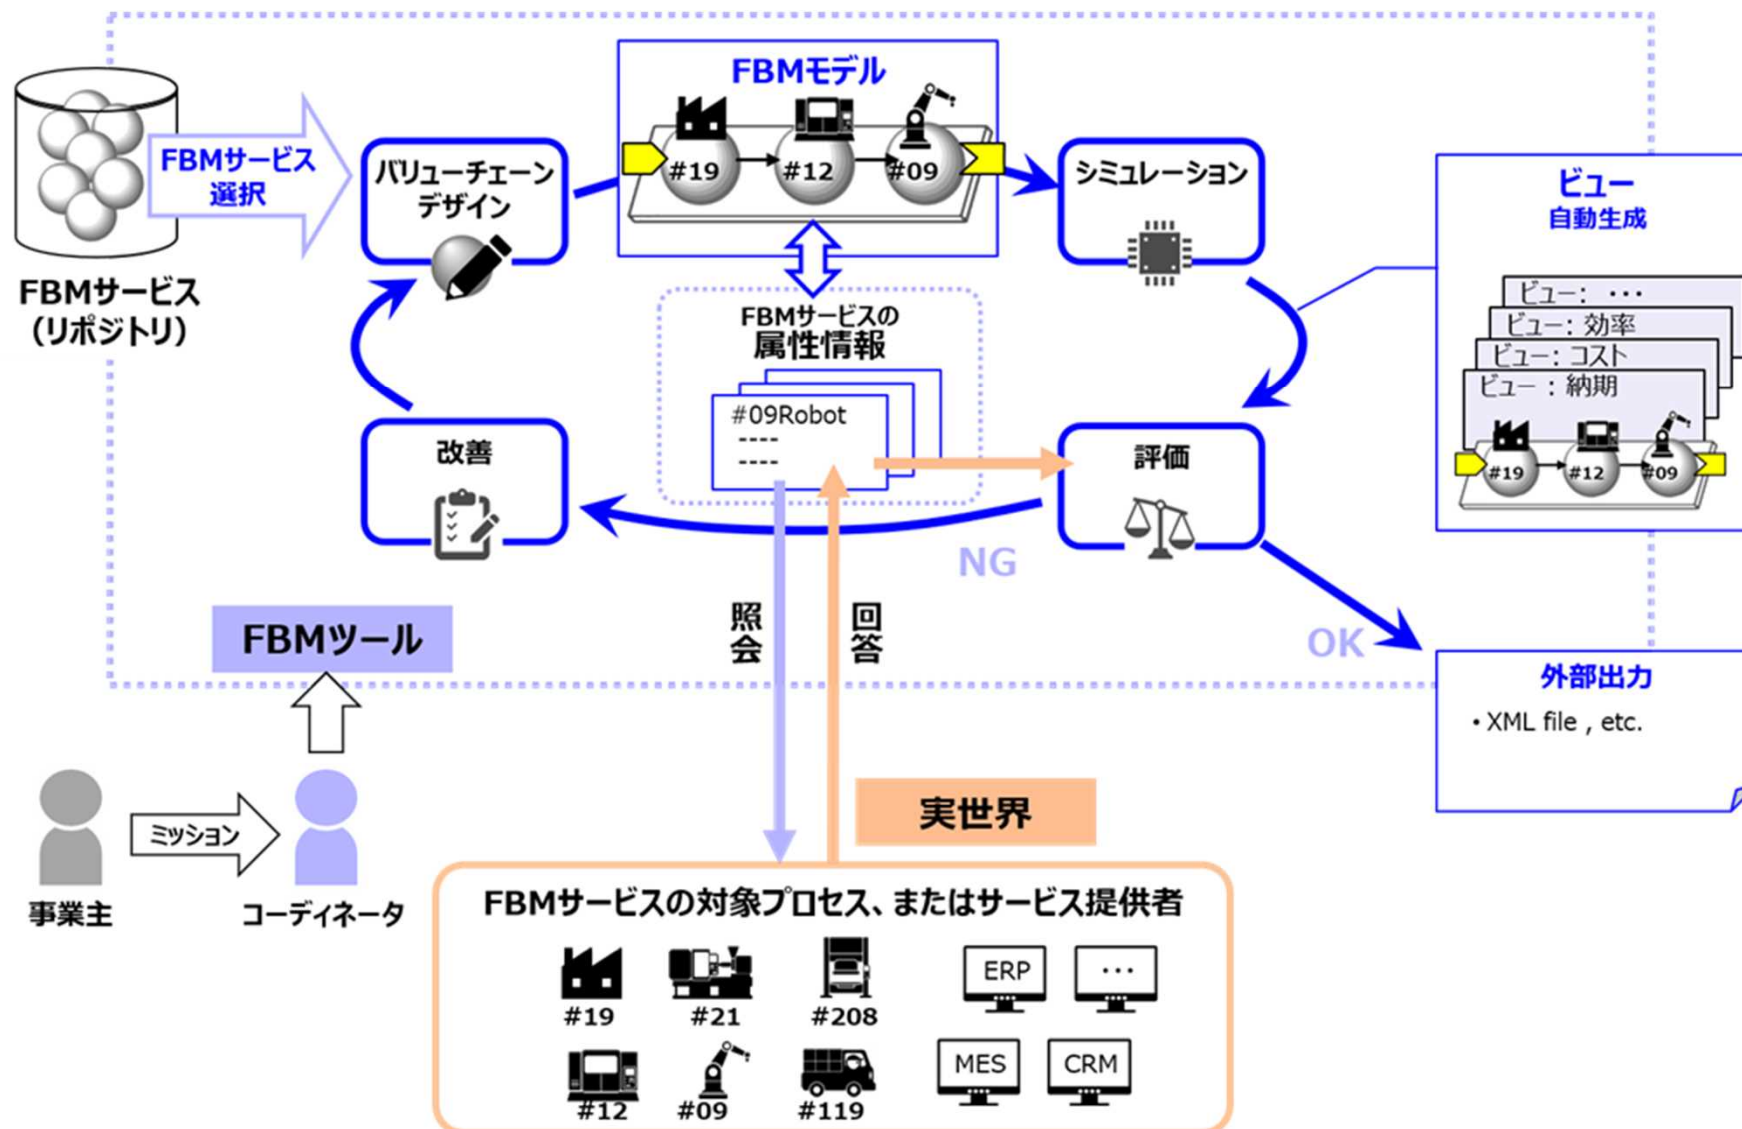 FBMサービス
(リポジトリ)
FBMサービス
選択
バリューチェーン
デザイン
FBMモデル
#19
#12
#09
シミュレーション
FBMサービスの
属性情報
#09Robot
----
----
改善
評価
NG
OK
ビュー
自動生成
ビュー: ・・・
ビュー: 効率
ビュー: コスト
ビュー : 納期
#19
#12
#09
外部出力
・XML file , etc.
FBMツール
照会
回答
実世界
ミッション
事業主
コーディネータ
FBMサービスの対象プロセス、またはサービス提供者
#19
#21
#208
ERP
・・・
#12
#09
#119
MES
CRM